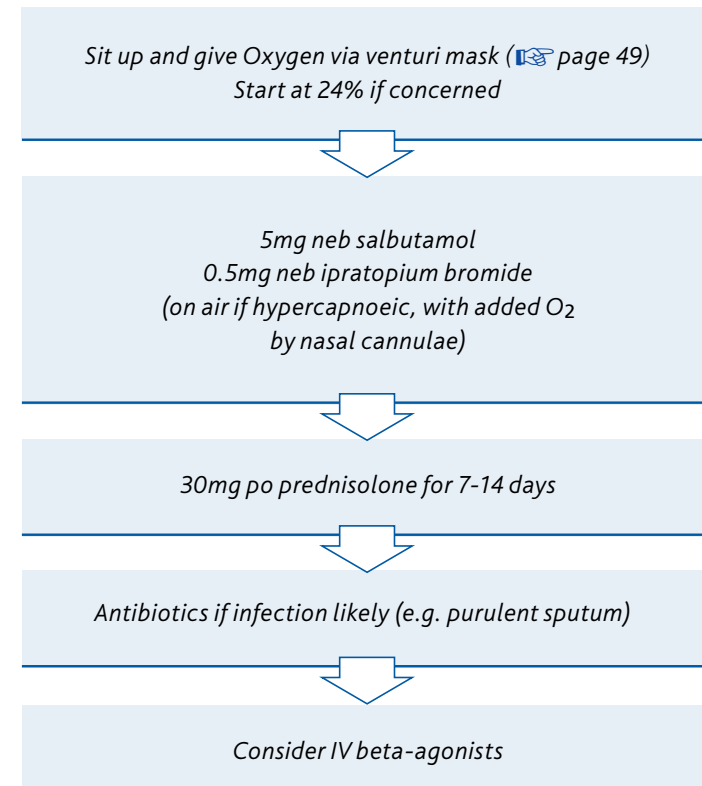 Sit up and give Oxygen via venturi mask (☞ page 49)
Start at 24% if concerned
5mg neb salbutamol
0.5mg neb ipratopium bromide
(on air if hypercapnoeic, with added O2
by nasal cannulae)
30mg po prednisolone for 7-14 days
Antibiotics if infection likely (e.g. purulent sputum)
Consider IV beta-agonists